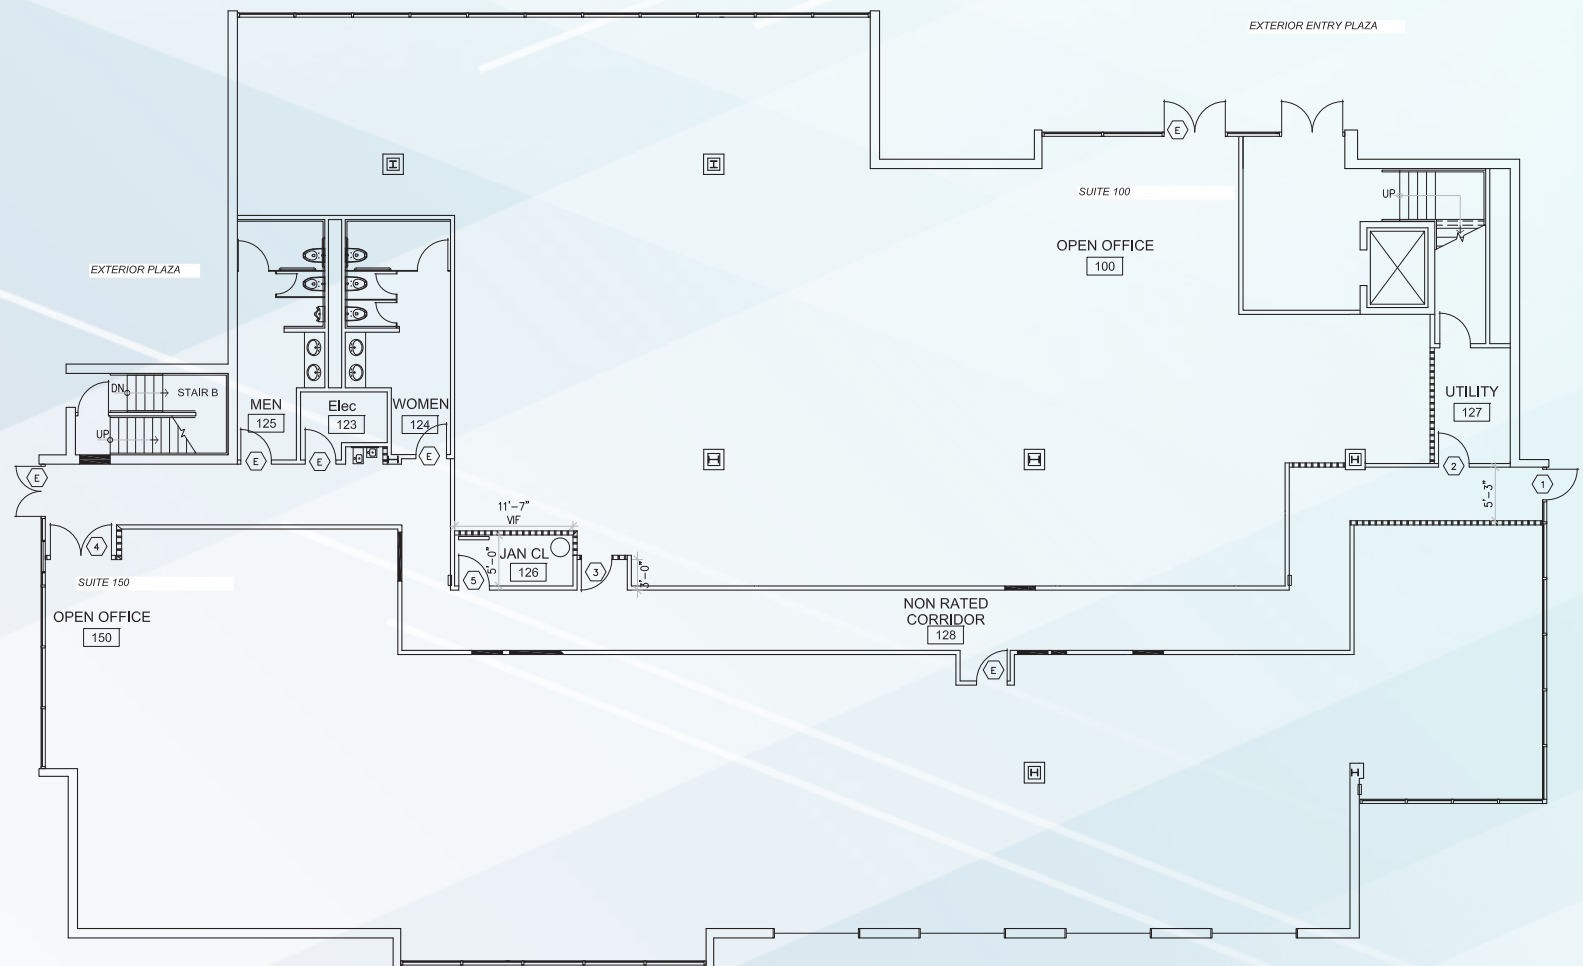 EXTERIOR ENTRY PLAZA
E
SUITE 100
UP
OPEN OFFICE
100
EXTERIOR PLAZA
DN
STAIR B
UP
MEN
125
Elec
123
WOMEN
124
UTILITY
127
E
E
E
E
2
1
5'-3"
11'-7"
VIF
4
5'-0"
JAN CL
126
5
3
3'-0"
SUITE 150
OPEN OFFICE
150
NON RATED
CORRIDOR
128
E